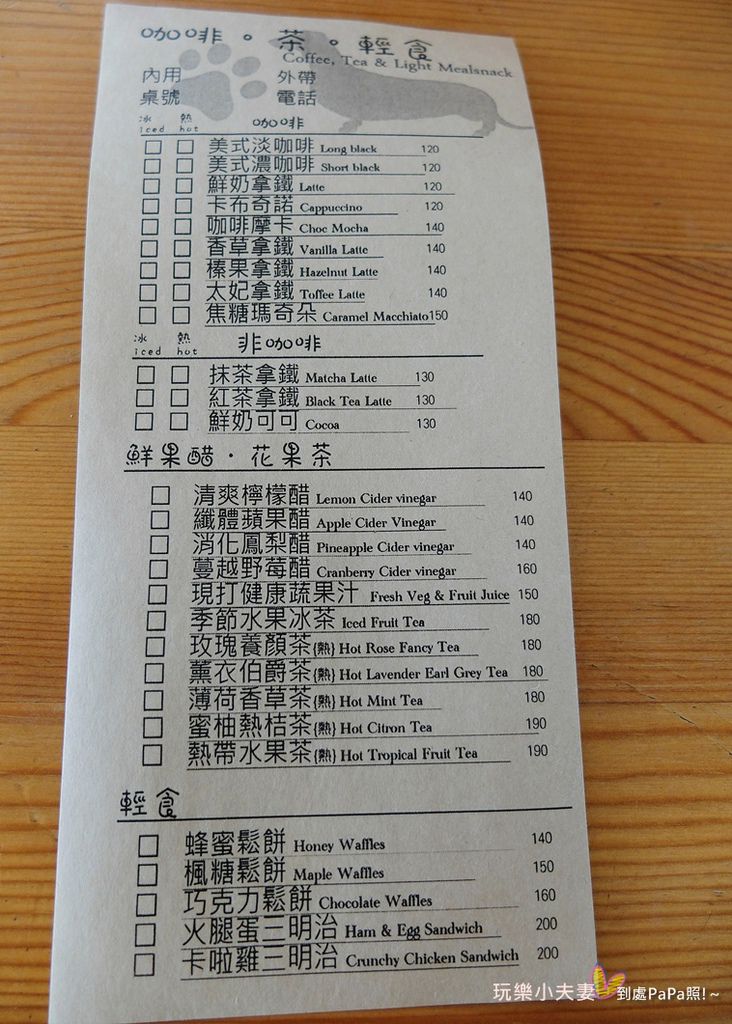 咖啡。茶。輕食
Coffee, Tea & Light Mealsnack
內用 外帶
桌號 電話
冰 熱 咖啡
iced hot
美式淡咖啡 Long black 120
美式濃咖啡 Short black 120
鮮奶拿鐵 Latte 120
卡布奇諾 Cappuccino 120
咖啡摩卡 Choc Mocha 140
香草拿鐵 Vanilla Latte 140
榛果拿鐵 Hazelnut Latte 140
太妃拿鐵 Toffee Latte 140
焦糖瑪奇朵 Caramel Macchiato 150
冰 熱 非咖啡
iced hot
抹茶拿鐵 Matcha Latte 130
紅茶拿鐵 Black Tea Latte 130
鮮奶可可 Cocoa 130
鮮果醋·花果茶
清爽檸檬醋 Lemon Cider vinegar 140
纖體蘋果醋 Apple Cider Vinegar 140
消化鳳梨醋 Pineapple Cider vinegar 140
蔓越野莓醋 Cranberry Cider vinegar 160
現打健康蔬果汁 Fresh Veg & Fruit Juice 150
季節水果冰茶 Iced Fruit Tea 180
玫瑰養顏茶{熱} Hot Rose Fancy Tea 180
薰衣伯爵茶{熱} Hot Lavender Earl Grey Tea 180
薄荷香草茶{熱} Hot Mint Tea 180
蜜柚熱桔茶{熱} Hot Citron Tea 190
熱帶水果茶{熱} Hot Tropical Fruit Tea 190
輕食
蜂蜜鬆餅 Honey Waffles 140
楓糖鬆餅 Maple Waffles 150
巧克力鬆餅 Chocolate Waffles 160
火腿蛋三明治 Ham & Egg Sandwich 200
卡啦雞三明治 Crunchy Chicken Sandwich 200
玩樂小夫妻 到處PaPa照!~